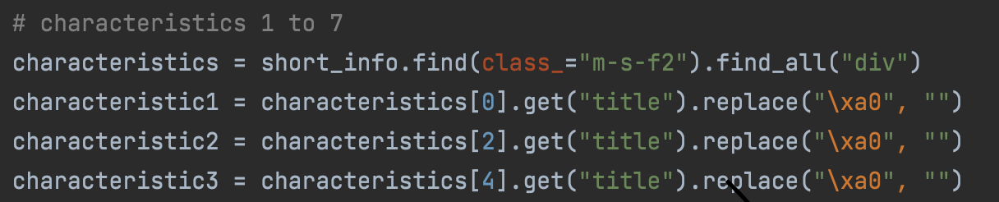 # characteristics 1 to 7
characteristics = short_info.find(class_="m-s-f2").find_all("div")
characteristic1 = characteristics[0].get("title").replace("\xa0", "")
characteristic2 = characteristics[2].get("title").replace("\xa0", "")
characteristic3 = characteristics[4].get("title").replace("\xa0", "")